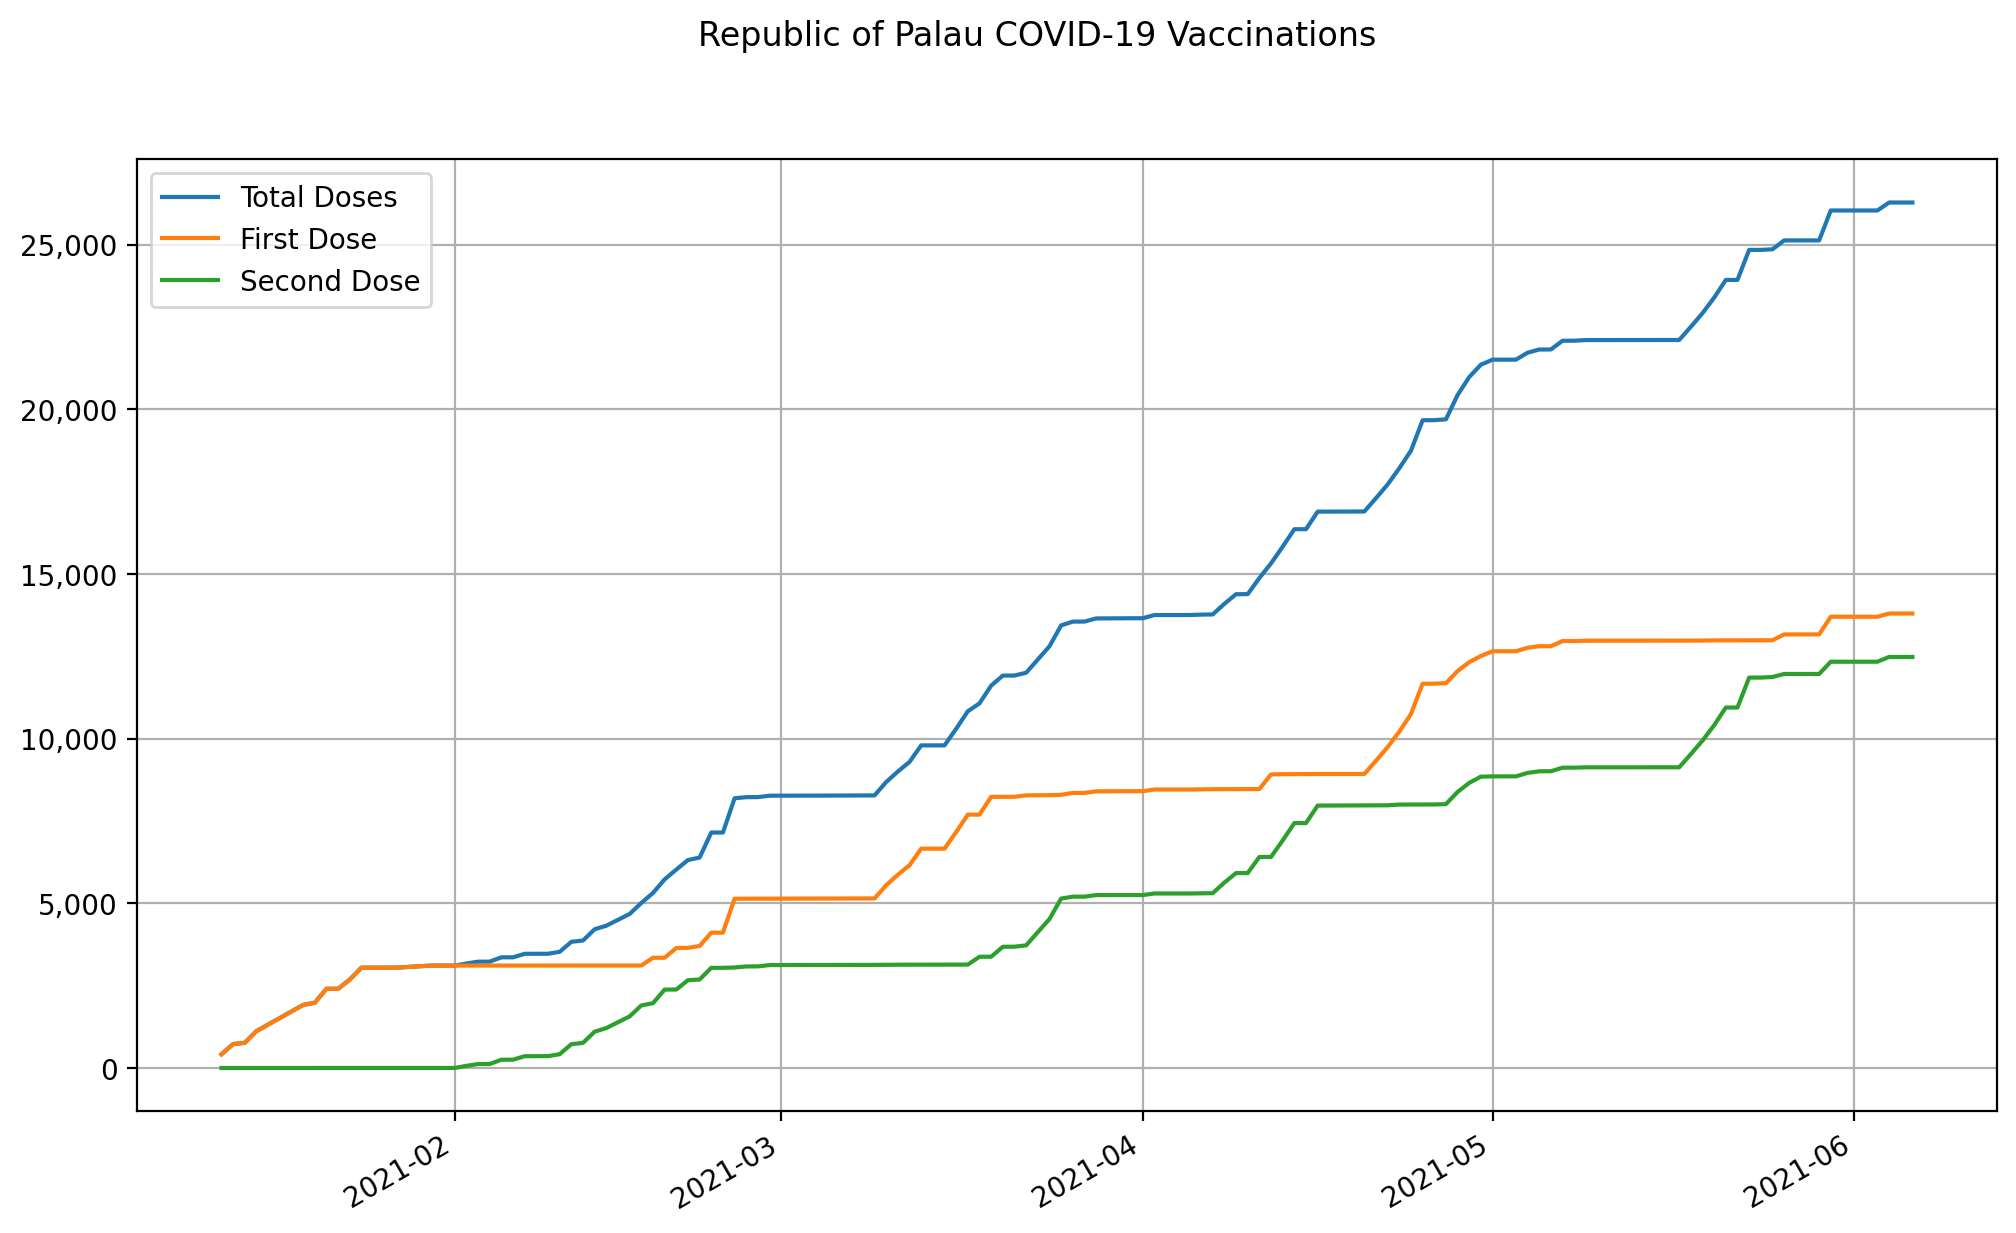 Republic of Palau COVID-19 Vaccinations
Total Doses
First Dose
Second Dose
25,000
20,000
15,000
10,000
5,000
0
2021-02
2021-03
2021-04
2021-05
2021-06